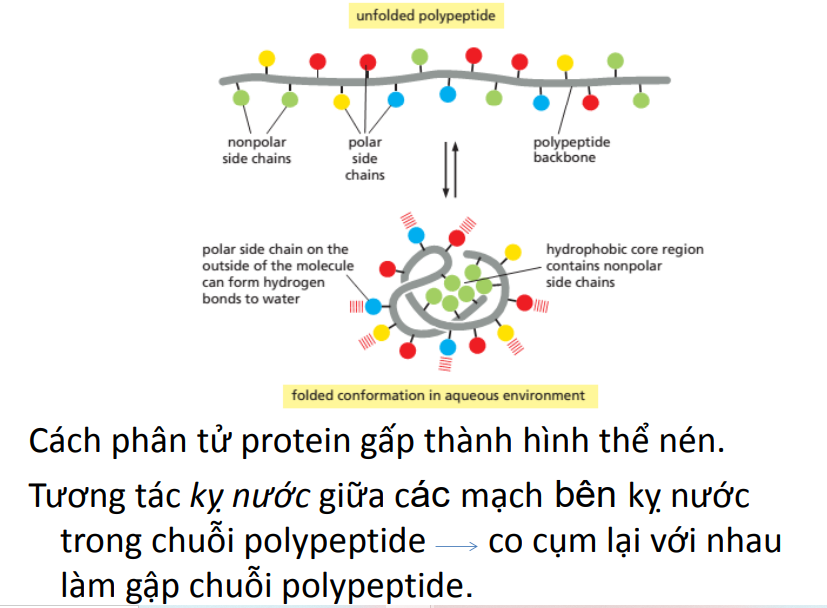 unfolded polypeptide
nonpolar
side chains
polar
side
chains
polypeptide
backbone
polar side chain on the
outside of the molecule
can form hydrogen
bonds to water
hydrophobic core region
contains nonpolar
side chains
folded conformation in aqueous environment
Cách phân tử protein gấp thành hình thể nén.
Tương tác kỵ nước giữa các mạch bên kỵ nước
trong chuỗi polypeptide → co cụm lại với nhau
làm gập chuỗi polypeptide.